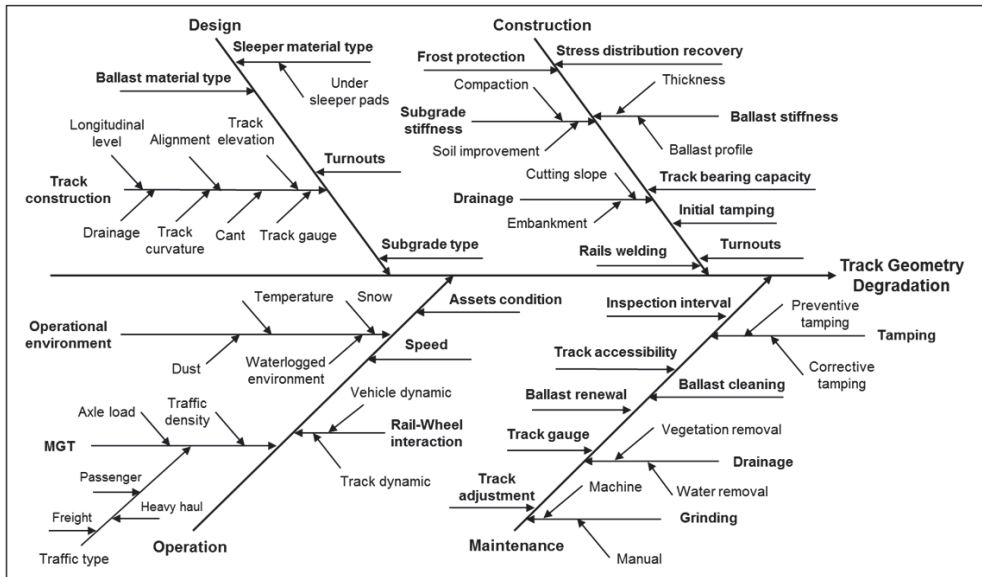 Design
Sleeper material type
Ballast material type
Under
sleeper pads
Longitudinal
level
Alignment
Track
elevation
Turnouts
Track
construction
Drainage
Track
curvature
Cant
Track gauge
Subgrade type
Construction
Frost protection
Stress distribution recovery
Compaction
Thickness
Subgrade
stiffness
Ballast stiffness
Soil improvement
Ballast profile
Cutting slope
Track bearing capacity
Drainage
Embankment
Initial tamping
Rails welding
Turnouts
Track Geometry
Degradation
Temperature
Snow
Assets condition
Operational
environment
Dust
Waterlogged
environment
Speed
Vehicle dynamic
Axle load
Traffic
density
Rail-Wheel
interaction
MGT
Track dynamic
Passenger
Freight
Heavy haul
Traffic type
Operation
Inspection interval
Preventive
tamping
Tamping
Track accessibility
Corrective
tamping
Ballast cleaning
Ballast renewal
Track gauge
Vegetation removal
Drainage
Track
adjustment
Machine
Water removal
Grinding
Manual
Maintenance